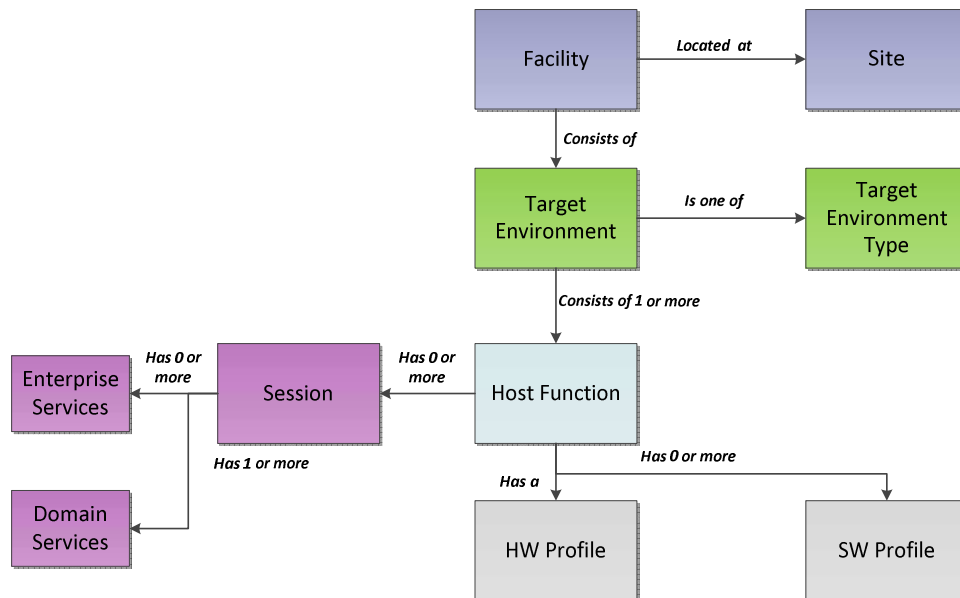 Facility
Located at
Site
Consists of
Target
Environment
Is one of
Target
Environment
Type
Consists of 1 or more
Enterprise
Services
Has 0 or
more
Session
Has 0 or
more
Host Function
Has 1 or more
Has a
Has 0 or more
Domain
Services
HW Profile
SW Profile